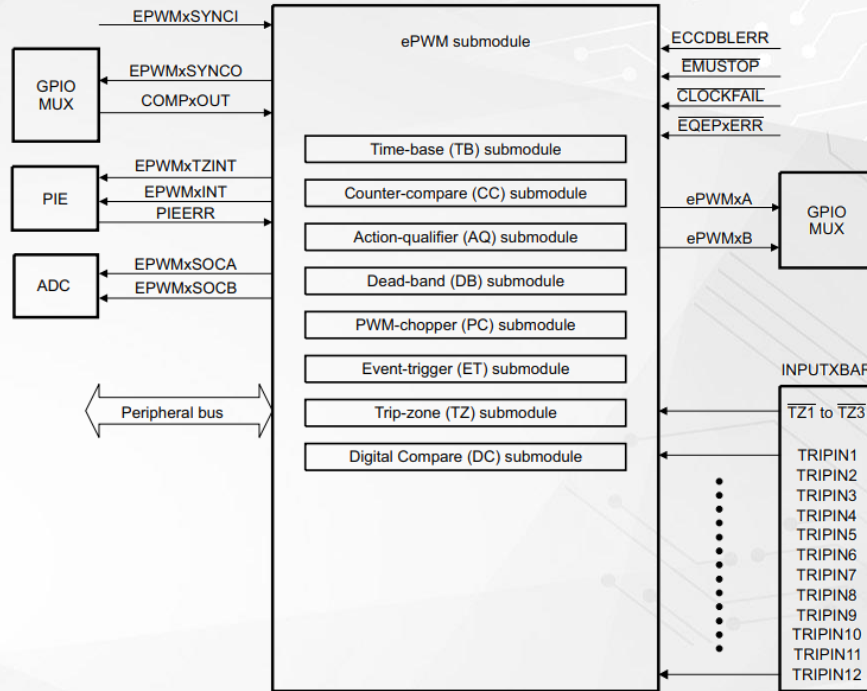 EPWMxSYNCI
ePWM submodule
ECCDBLERR
EMUSTOP
CLOCKFAIL
EQEPxERR
GPIO
MUX
EPWMxSYNCO
COMPxOUT
PIE
EPWMxTZINT
EPWMxINT
PIEERR
ADC
EPWMxSOCA
EPWMxSOCB
Peripheral bus
Time-base (TB) submodule
Counter-compare (CC) submodule
Action-qualifier (AQ) submodule
Dead-band (DB) submodule
PWM-chopper (PC) submodule
Event-trigger (ET) submodule
Trip-zone (TZ) submodule
Digital Compare (DC) submodule
ePWMxA
ePWMxB
GPIO
MUX
INPUTXBAR
TZ1 to TZ3
TRIPIN1
TRIPIN2
TRIPIN3
TRIPIN4
TRIPIN5
TRIPIN6
TRIPIN7
TRIPIN8
TRIPIN9
TRIPIN10
TRIPIN11
TRIPIN12